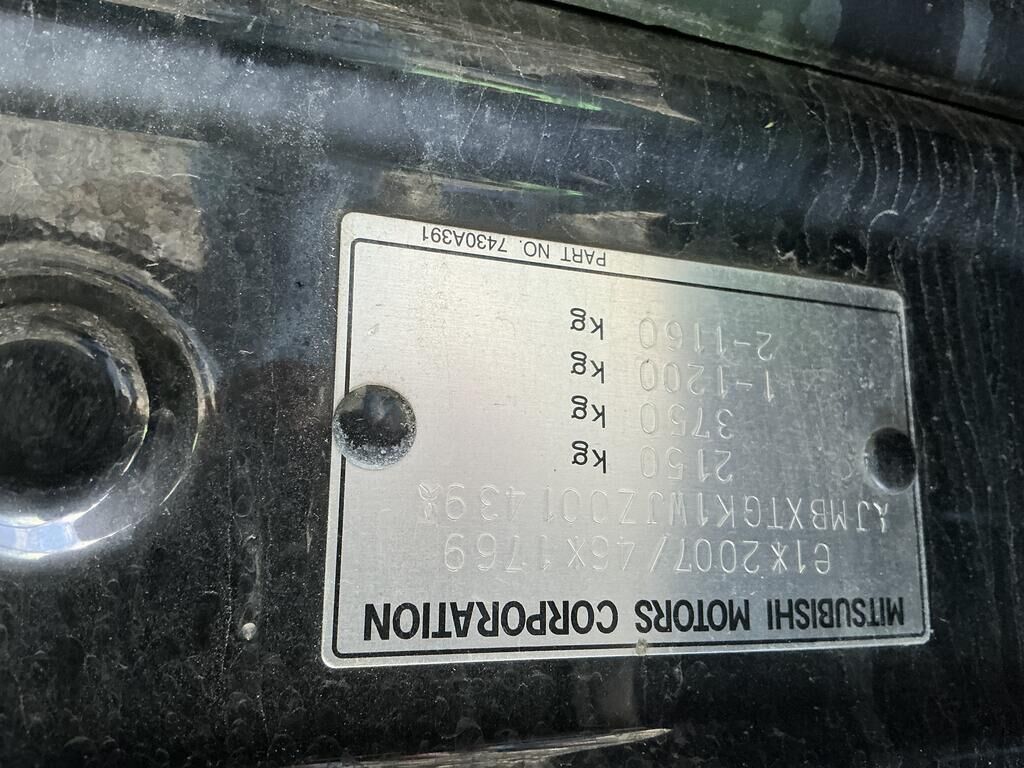 MITSUBISHI MOTORS CORPORATION
e1*2007/46*1769
*JMBXTGK1WJZ001439*
2150 kg
3750 kg
1-1200 kg
2-1160 kg
PART NO. 7430A391